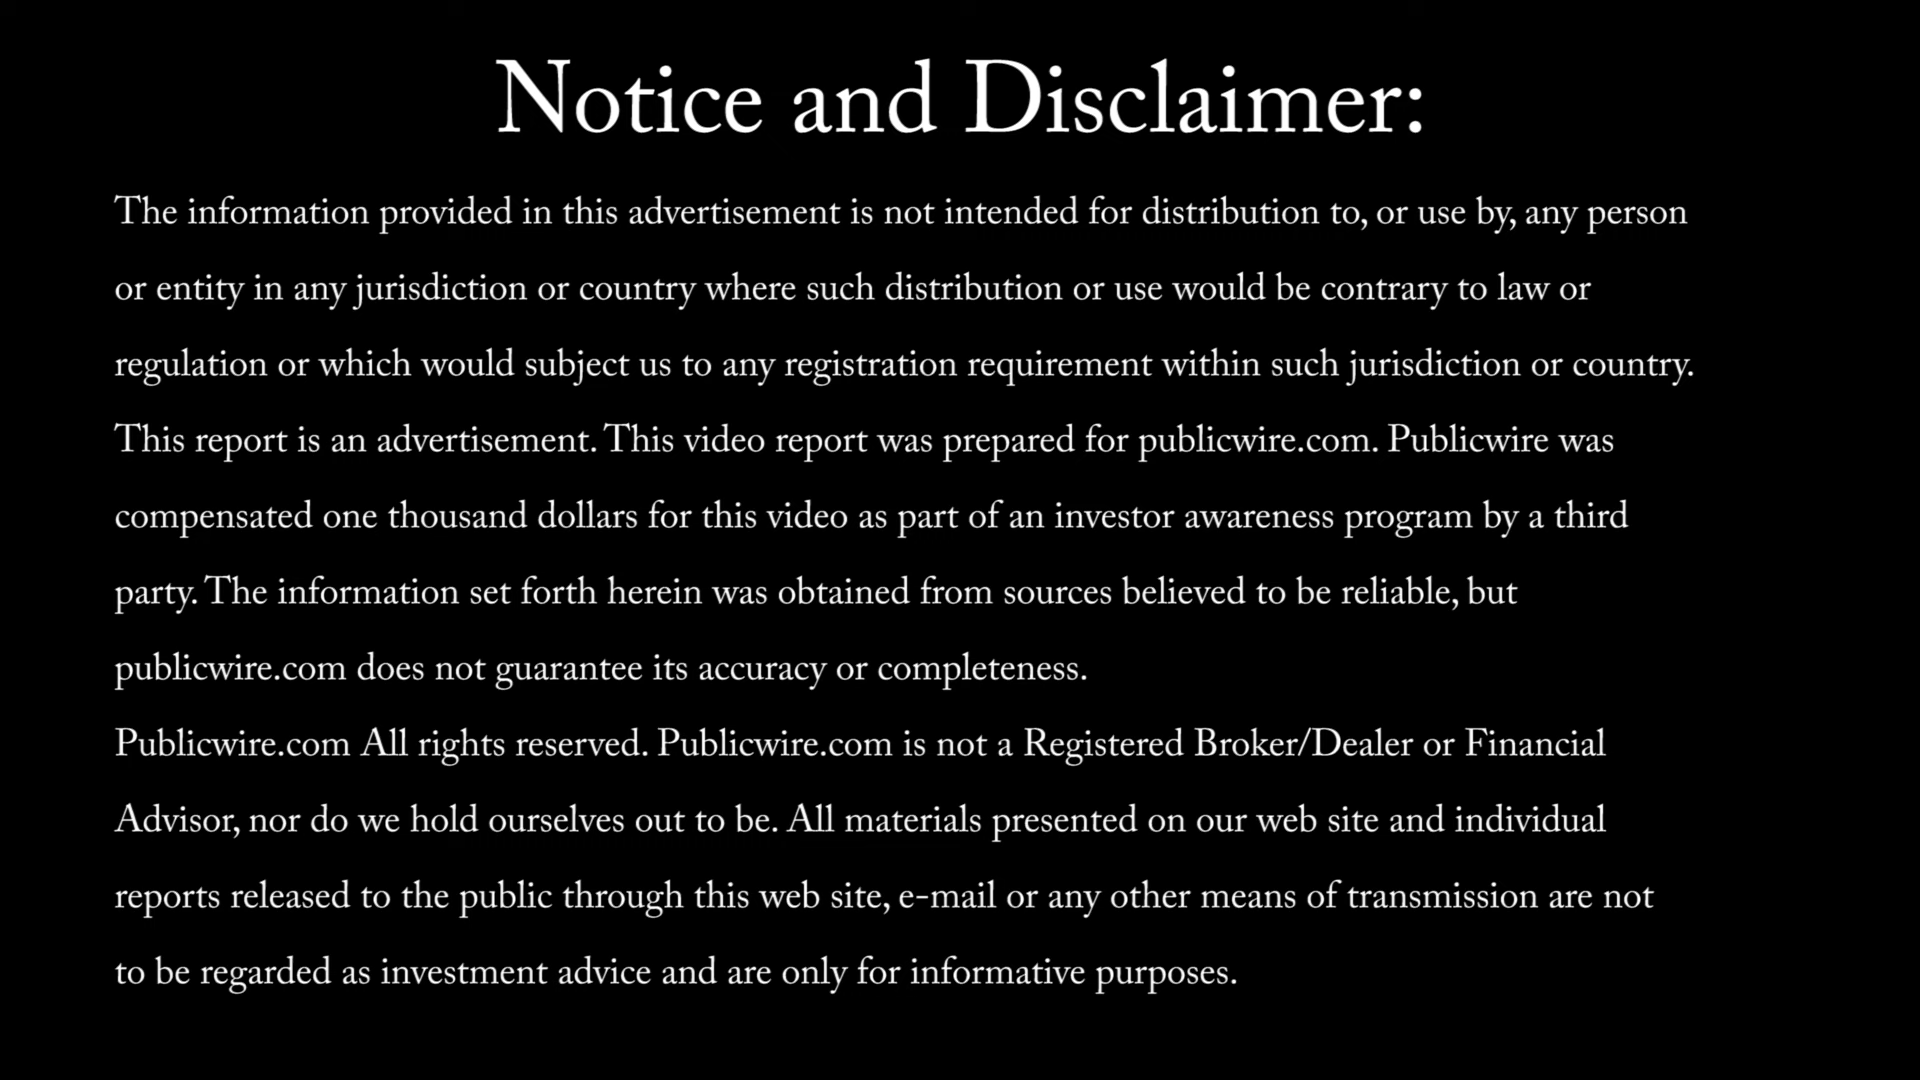 Notice and Disclaimer:
The information provided in this advertisement is not intended for distribution to, or use by, any person
or entity in any jurisdiction or country where such distribution or use would be contrary to law or
regulation or which would subject us to any registration requirement within such jurisdiction or country.
This report is an advertisement. This video report was prepared for publicwire.com. Publicwire was
compensated one thousand dollars for this video as part of an investor awareness program by a third
party. The information set forth herein was obtained from sources believed to be reliable, but
publicwire.com does not guarantee its accuracy or completeness.
Publicwire.com All rights reserved. Publicwire.com is not a Registered Broker/Dealer or Financial
Advisor, nor do we hold ourselves out to be. All materials presented on our web site and individual
reports released to the public through this web site, e-mail or any other means of transmission are not
to be regarded as investment advice and are only for informative purposes.